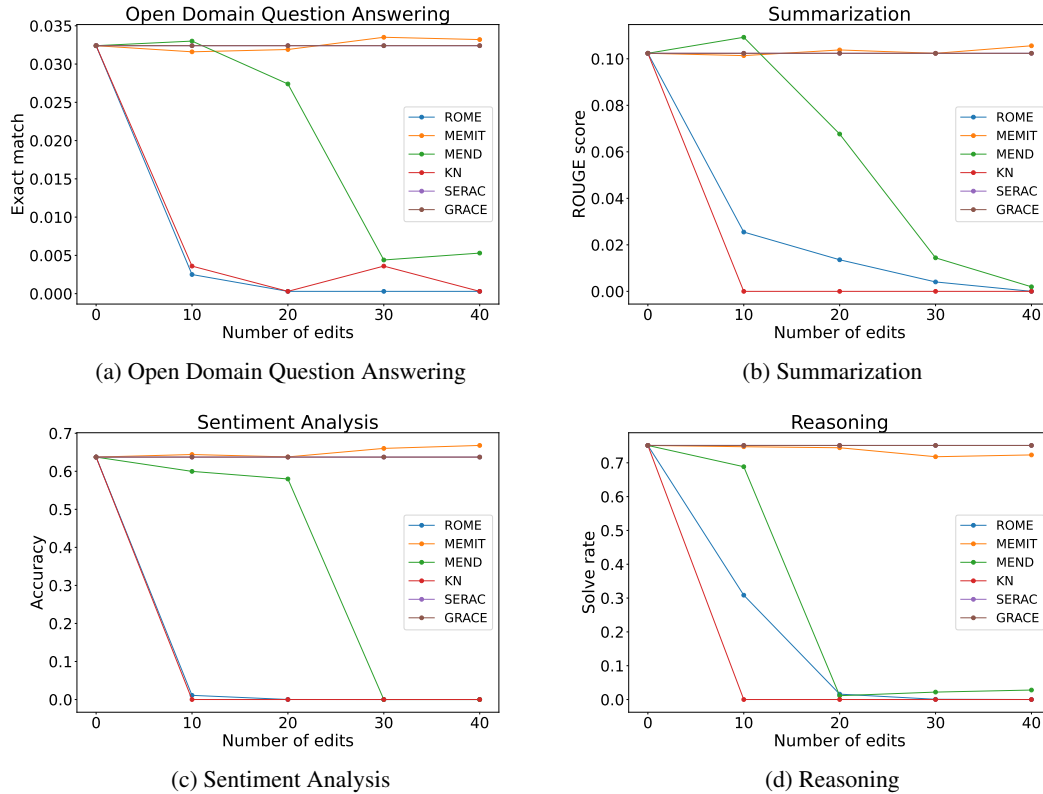 Open Domain Question Answering
Exact match
0.035
0.030
0.025
0.020
0.015
0.010
0.005
0.000
ROME
MEMIT
MEND
KN
SERAC
GRACE
0 10 20 30 40
Number of edits
(a) Open Domain Question Answering
Summarization
ROUGE score
0.10
0.08
0.06
0.04
0.02
0.00
ROME
MEMIT
MEND
KN
SERAC
GRACE
0 10 20 30 40
Number of edits
(b) Summarization
Sentiment Analysis
Accuracy
0.7
0.6
0.5
0.4
0.3
0.2
0.1
0.0
ROME
MEMIT
MEND
KN
SERAC
GRACE
0 10 20 30 40
Number of edits
(c) Sentiment Analysis
Reasoning
Solve rate
0.7
0.6
0.5
0.4
0.3
0.2
0.1
0.0
ROME
MEMIT
MEND
KN
SERAC
GRACE
0 10 20 30 40
Number of edits
(d) Reasoning